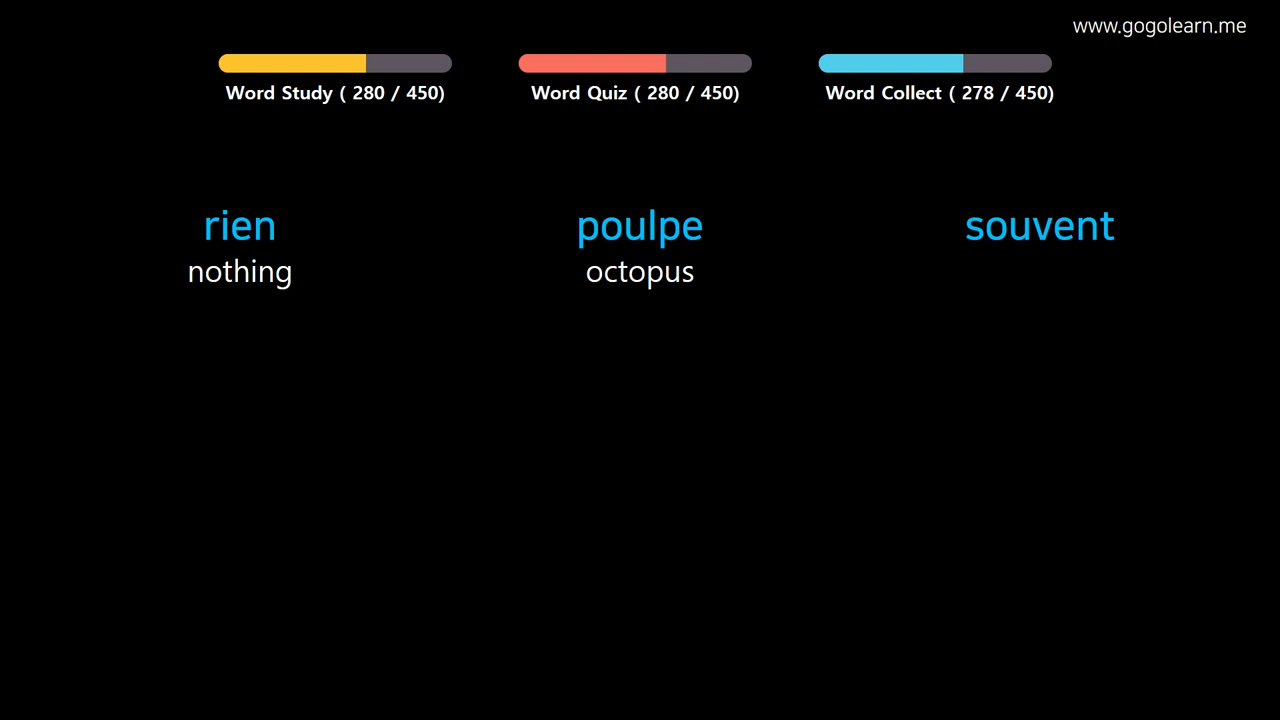 www.gogolearn.me
Word Study ( 280 / 450)
Word Quiz ( 280 / 450)
Word Collect ( 278 / 450)
rien
nothing
poulpe
octopus
souvent